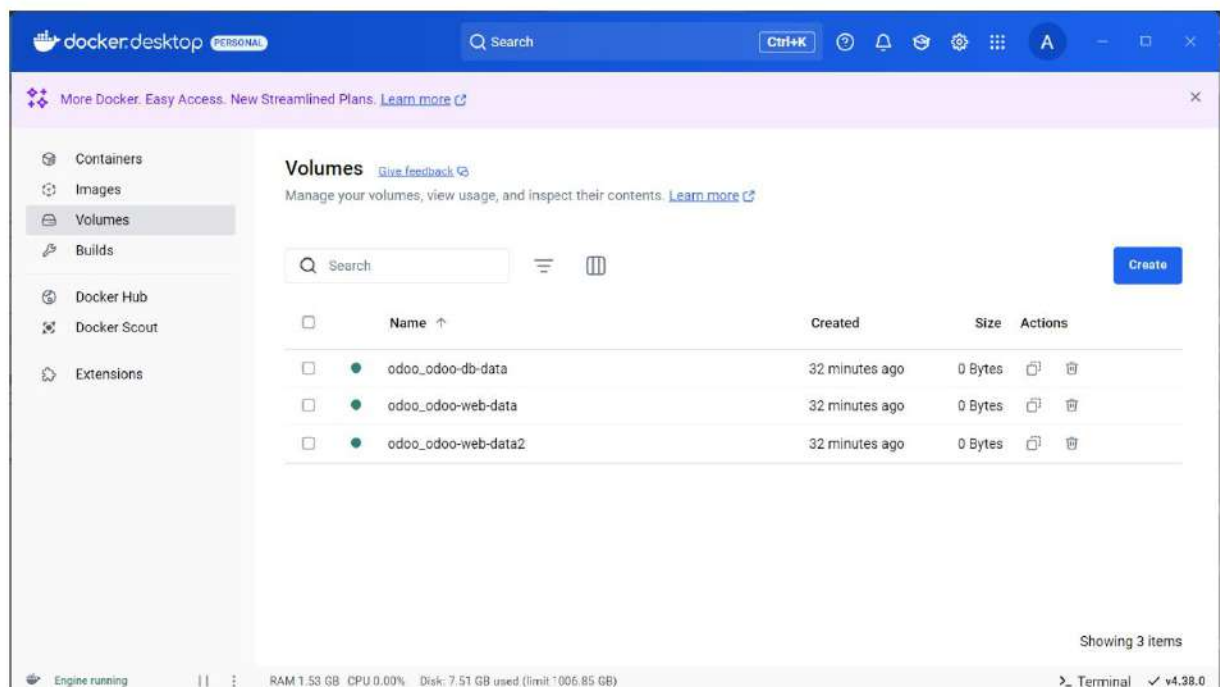 docker.desktop PERSONAL Search Ctrl+K A
More Docker. Easy Access. New Streamlined Plans. Learn more
Containers
Images
Volumes
Builds
Docker Hub
Docker Scout
Extensions
Volumes Give feedback
Manage your volumes, view usage, and inspect their contents. Learn more
Search Create
Name Created Size Actions
odoo_odoo-db-data 32 minutes ago 0 Bytes
odoo_odoo-web-data 32 minutes ago 0 Bytes
odoo_odoo-web-data2 32 minutes ago 0 Bytes
Showing 3 items
Engine running RAM 1.53 GB CPU 0.00% Disk: 7.51 GB used (limit 1006.85 GB) Terminal v4.38.0